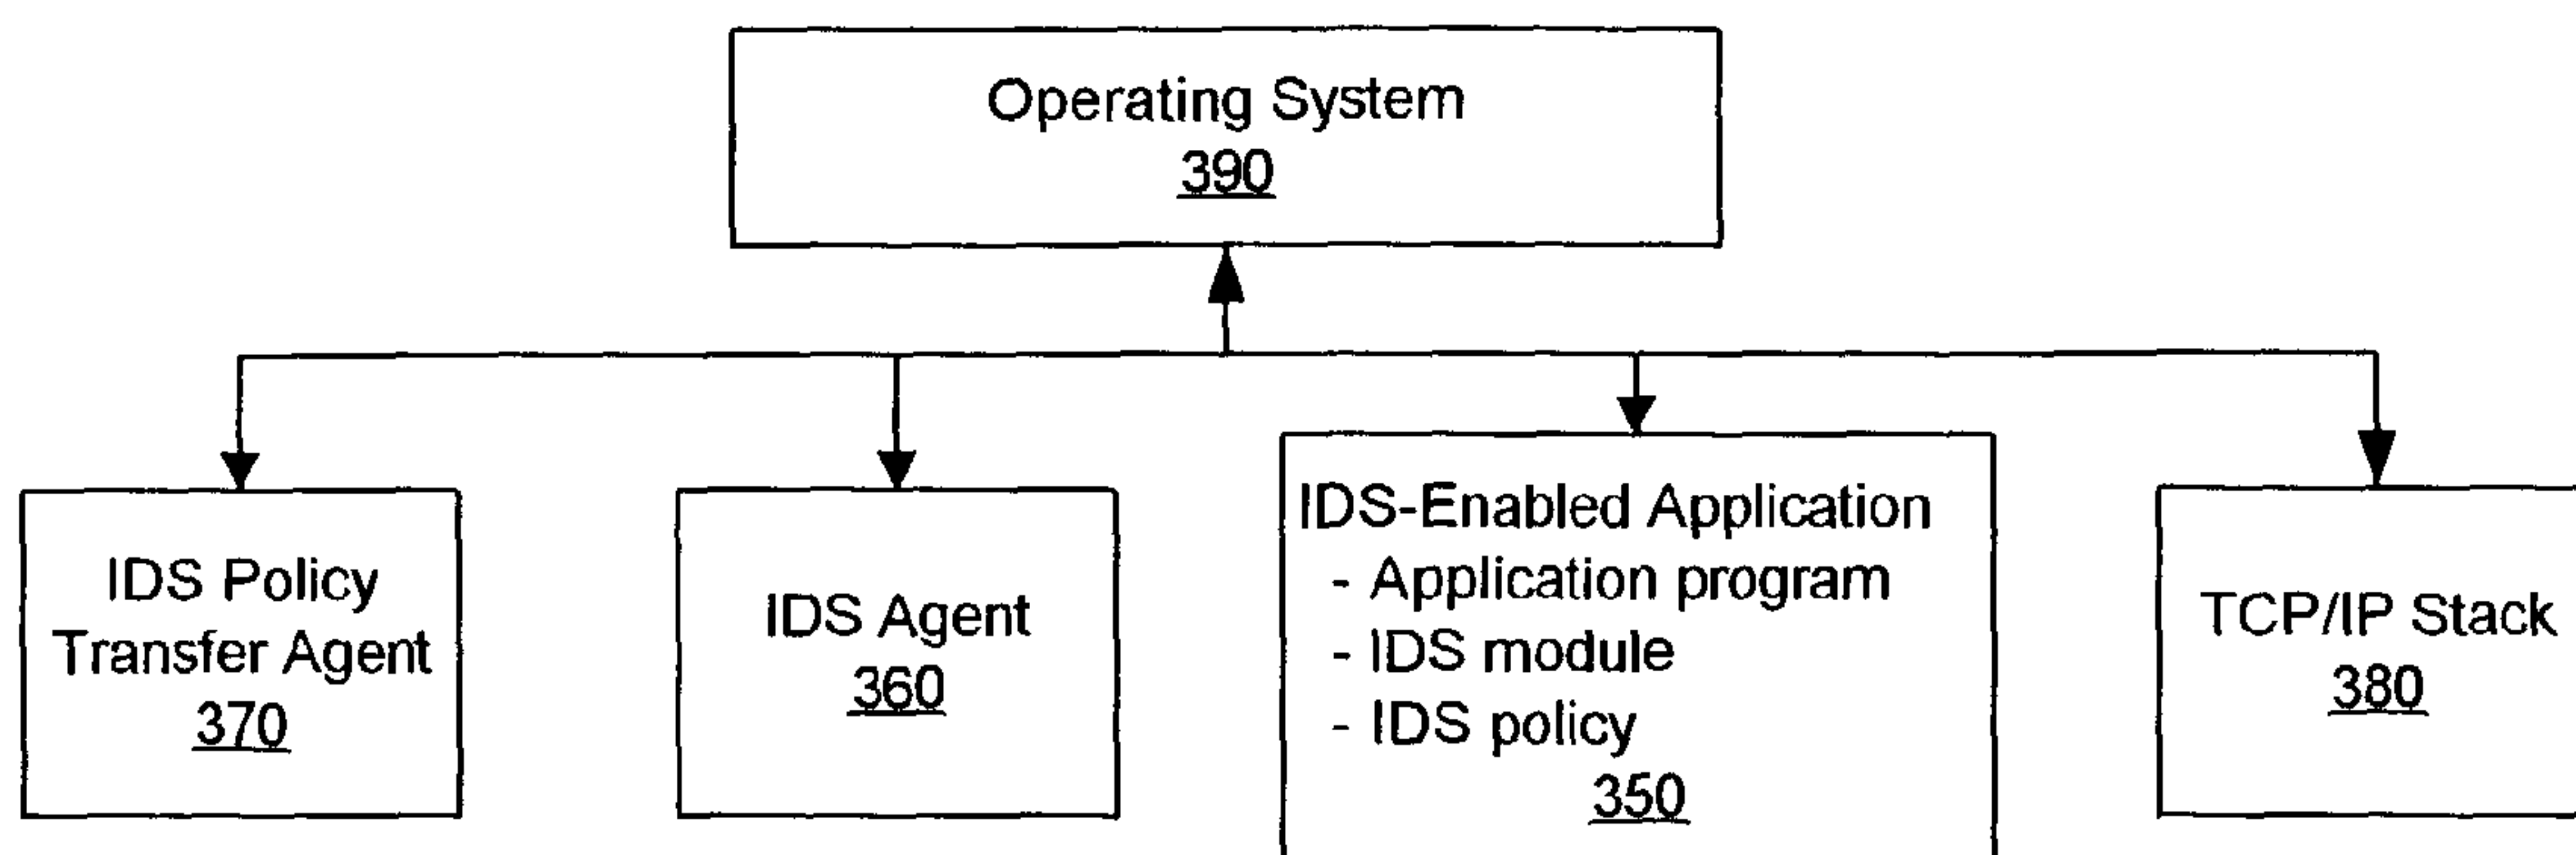 Operating System
390
IDS Policy
Transfer Agent
370
IDS Agent
360
IDS-Enabled Application
- Application program
- IDS module
- IDS policy
350
TCP/IP Stack
380